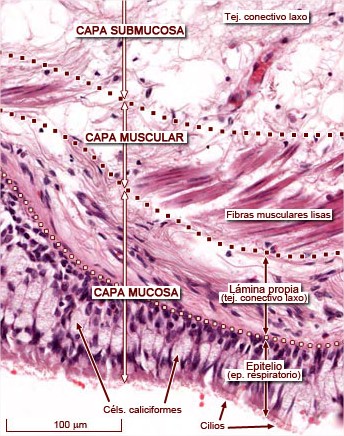 Tej. conectivo laxo
CAPA SUBMUCOSA
CAPA MUSCULAR
Fibras musculares lisas
CAPA MUCOSA
Lámina propia
(tej. conectivo laxo)
Epitelio
(ep. respiratorio)
Céls. caliciformes
Cilios
100 µm